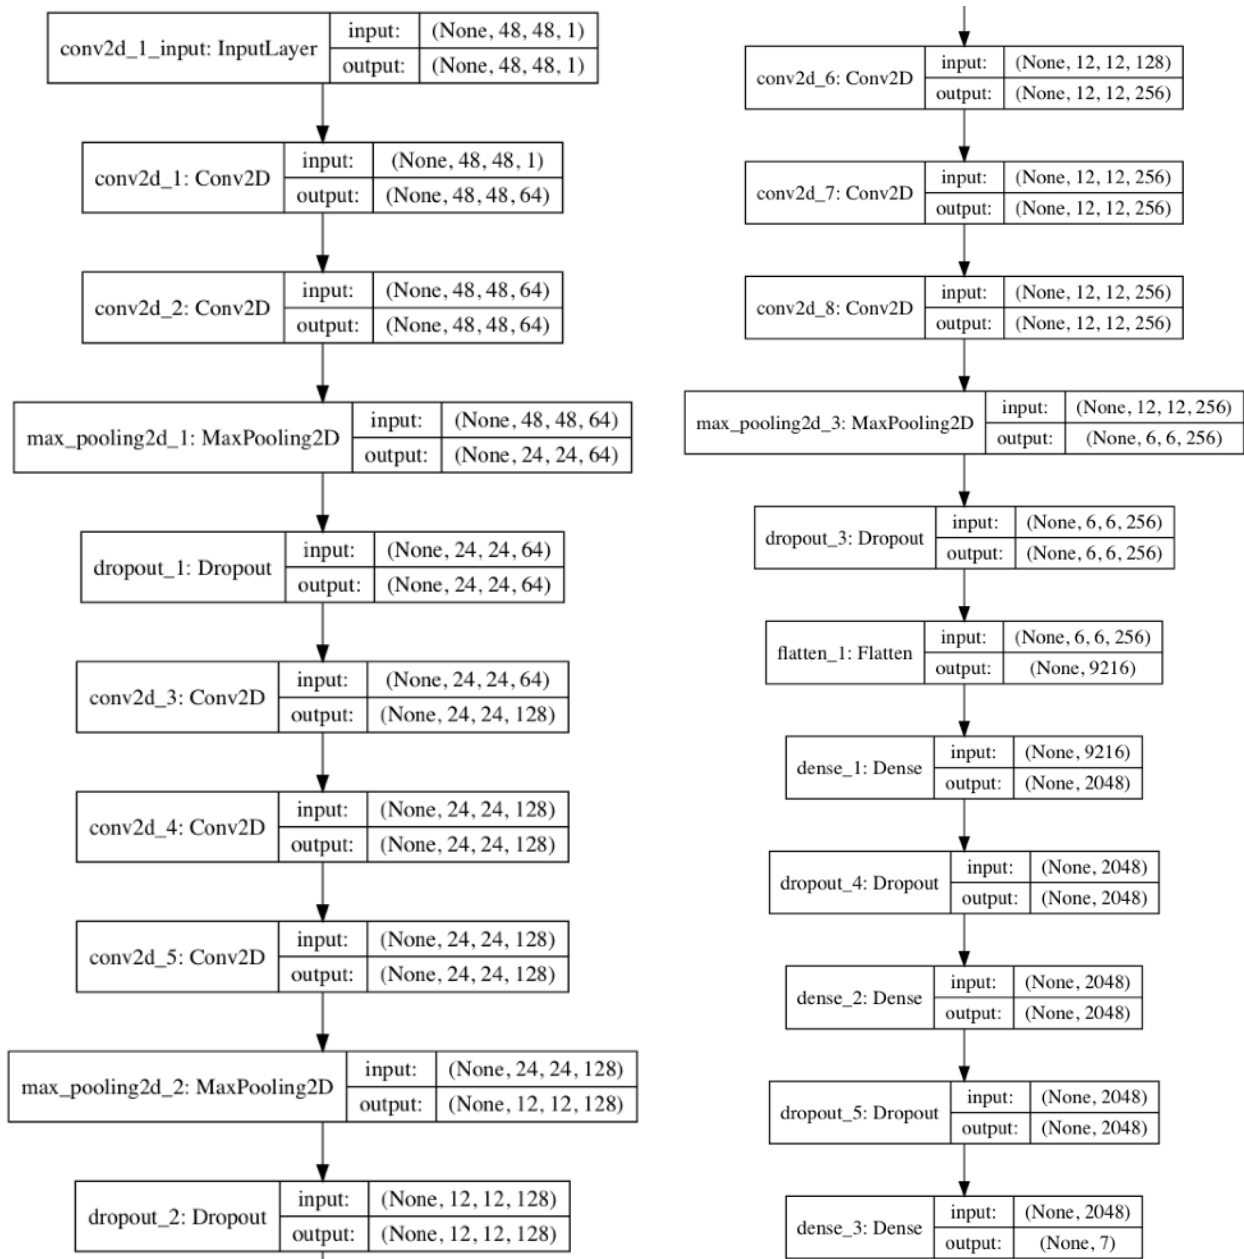 conv2d_1_input: InputLayer
input: (None, 48, 48, 1)
output: (None, 48, 48, 1)
conv2d_1: Conv2D
input: (None, 48, 48, 1)
output: (None, 48, 48, 64)
conv2d_2: Conv2D
input: (None, 48, 48, 64)
output: (None, 48, 48, 64)
max_pooling2d_1: MaxPooling2D
input: (None, 48, 48, 64)
output: (None, 24, 24, 64)
dropout_1: Dropout
input: (None, 24, 24, 64)
output: (None, 24, 24, 64)
conv2d_3: Conv2D
input: (None, 24, 24, 64)
output: (None, 24, 24, 128)
conv2d_4: Conv2D
input: (None, 24, 24, 128)
output: (None, 24, 24, 128)
conv2d_5: Conv2D
input: (None, 24, 24, 128)
output: (None, 24, 24, 128)
max_pooling2d_2: MaxPooling2D
input: (None, 24, 24, 128)
output: (None, 12, 12, 128)
dropout_2: Dropout
input: (None, 12, 12, 128)
output: (None, 12, 12, 128)
conv2d_6: Conv2D
input: (None, 12, 12, 128)
output: (None, 12, 12, 256)
conv2d_7: Conv2D
input: (None, 12, 12, 256)
output: (None, 12, 12, 256)
conv2d_8: Conv2D
input: (None, 12, 12, 256)
output: (None, 12, 12, 256)
max_pooling2d_3: MaxPooling2D
input: (None, 12, 12, 256)
output: (None, 6, 6, 256)
dropout_3: Dropout
input: (None, 6, 6, 256)
output: (None, 6, 6, 256)
flatten_1: Flatten
input: (None, 6, 6, 256)
output: (None, 9216)
dense_1: Dense
input: (None, 9216)
output: (None, 2048)
dropout_4: Dropout
input: (None, 2048)
output: (None, 2048)
dense_2: Dense
input: (None, 2048)
output: (None, 2048)
dropout_5: Dropout
input: (None, 2048)
output: (None, 2048)
dense_3: Dense
input: (None, 2048)
output: (None, 7)